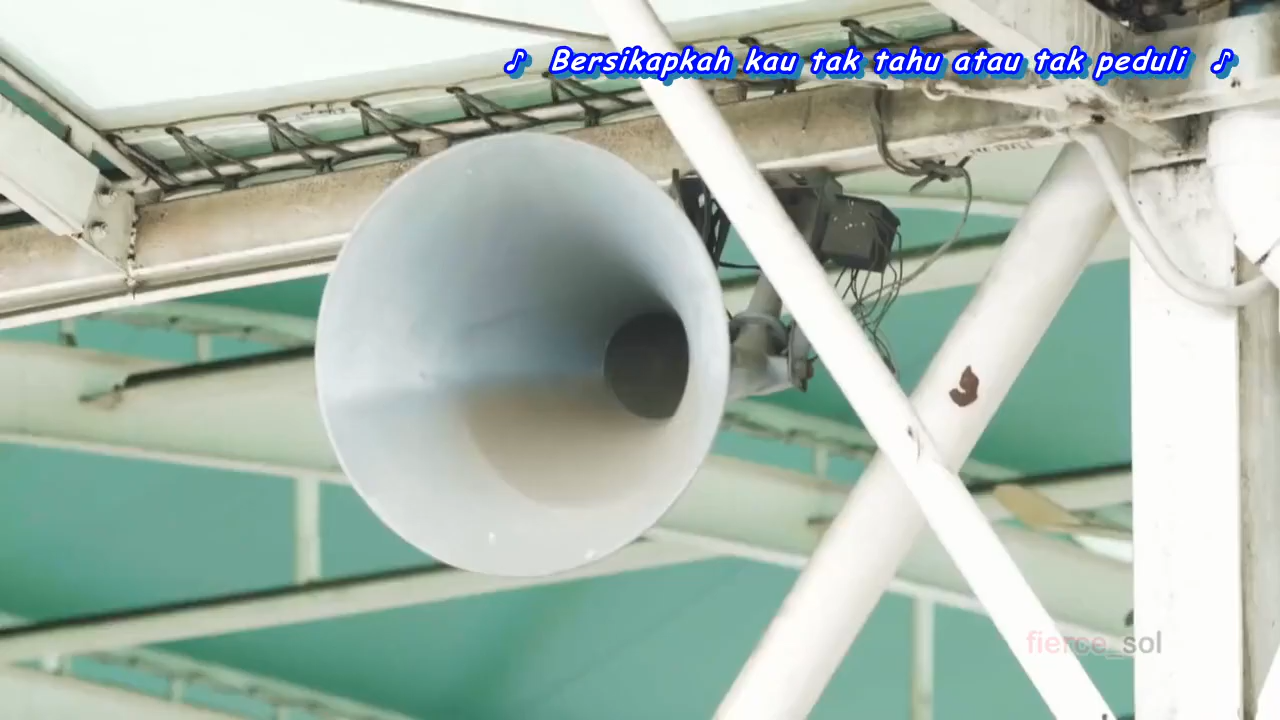 ♪ Bersikapkah kau tak tahu atau tak peduli ♪
fierce_sol